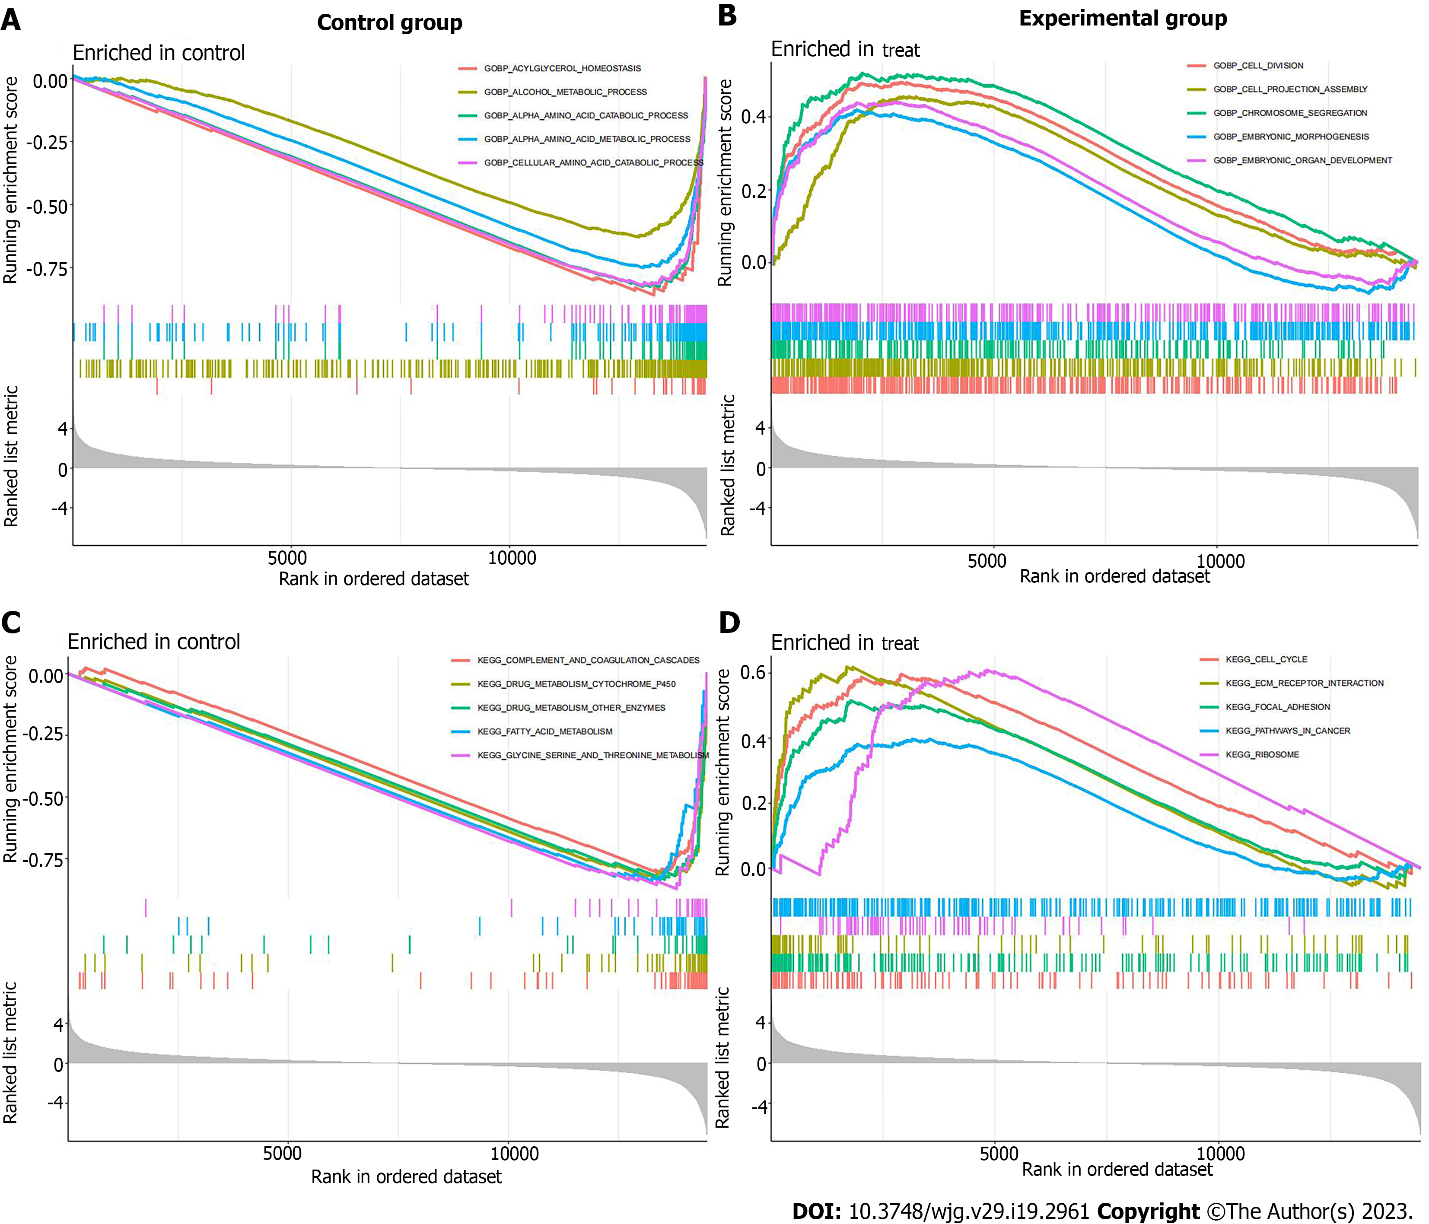 A
Control group
Enriched in control
Running enrichment score
0.00
-0.25
-0.50
-0.75
GOBP_ACYLGLYCEROL_HOMEOSTASIS
GOBP_ALCOHOL_METABOLIC_PROCESS
GOBP_ALPHA_AMINO_ACID_CATABOLIC_PROCESS
GOBP_ALPHA_AMINO_ACID_METABOLIC_PROCESS
GOBP_CELLULAR_AMINO_ACID_CATABOLIC_PROCESS
Ranked list metric
4
0
-4
5000
10000
Rank in ordered dataset
B
Experimental group
Enriched in treat
Running enrichment score
0.4
0.2
0.0
GOBP_CELL_DIVISION
GOBP_CELL_PROJECTION_ASSEMBLY
GOBP_CHROMOSOME_SEGREGATION
GOBP_EMBRYONIC_MORPHOGENESIS
GOBP_EMBRYONIC_ORGAN_DEVELOPMENT
Ranked list metric
4
0
-4
5000
10000
Rank in ordered dataset
C
Enriched in control
Running enrichment score
0.00
-0.25
-0.50
-0.75
KEGG_COMPLEMENT_AND_COAGULATION_CASCADES
KEGG_DRUG_METABOLISM_CYTOCHROME_P450
KEGG_DRUG_METABOLISM_OTHER_ENZYMES
KEGG_FATTY_ACID_METABOLISM
KEGG_GLYCINE_SERINE_AND_THREONINE_METABOLISM
Ranked list metric
4
0
-4
5000
10000
Rank in ordered dataset
D
Enriched in treat
Running enrichment score
0.6
0.4
0.2
0.0
KEGG_CELL_CYCLE
KEGG_ECM_RECEPTOR_INTERACTION
KEGG_FOCAL_ADHESION
KEGG_PATHWAYS_IN_CANCER
KEGG_RIBOSOME
Ranked list metric
4
0
-4
5000
10000
Rank in ordered dataset
DOI: 10.3748/wjg.v29.i19.2961 Copyright ©The Author(s) 2023.